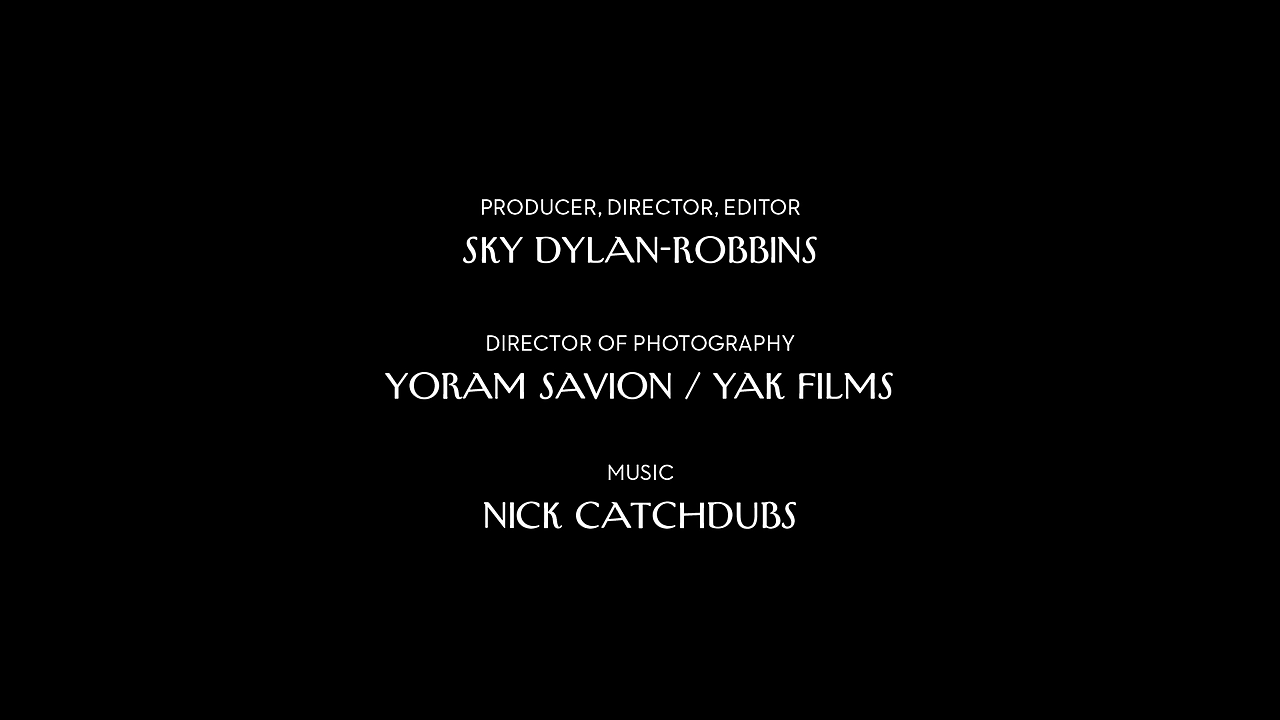 PRODUCER, DIRECTOR, EDITOR
SKY DYLAN-ROBBINS
DIRECTOR OF PHOTOGRAPHY
YORAM SAVION / YAK FILMS
MUSIC
NICK CATCHDUBS